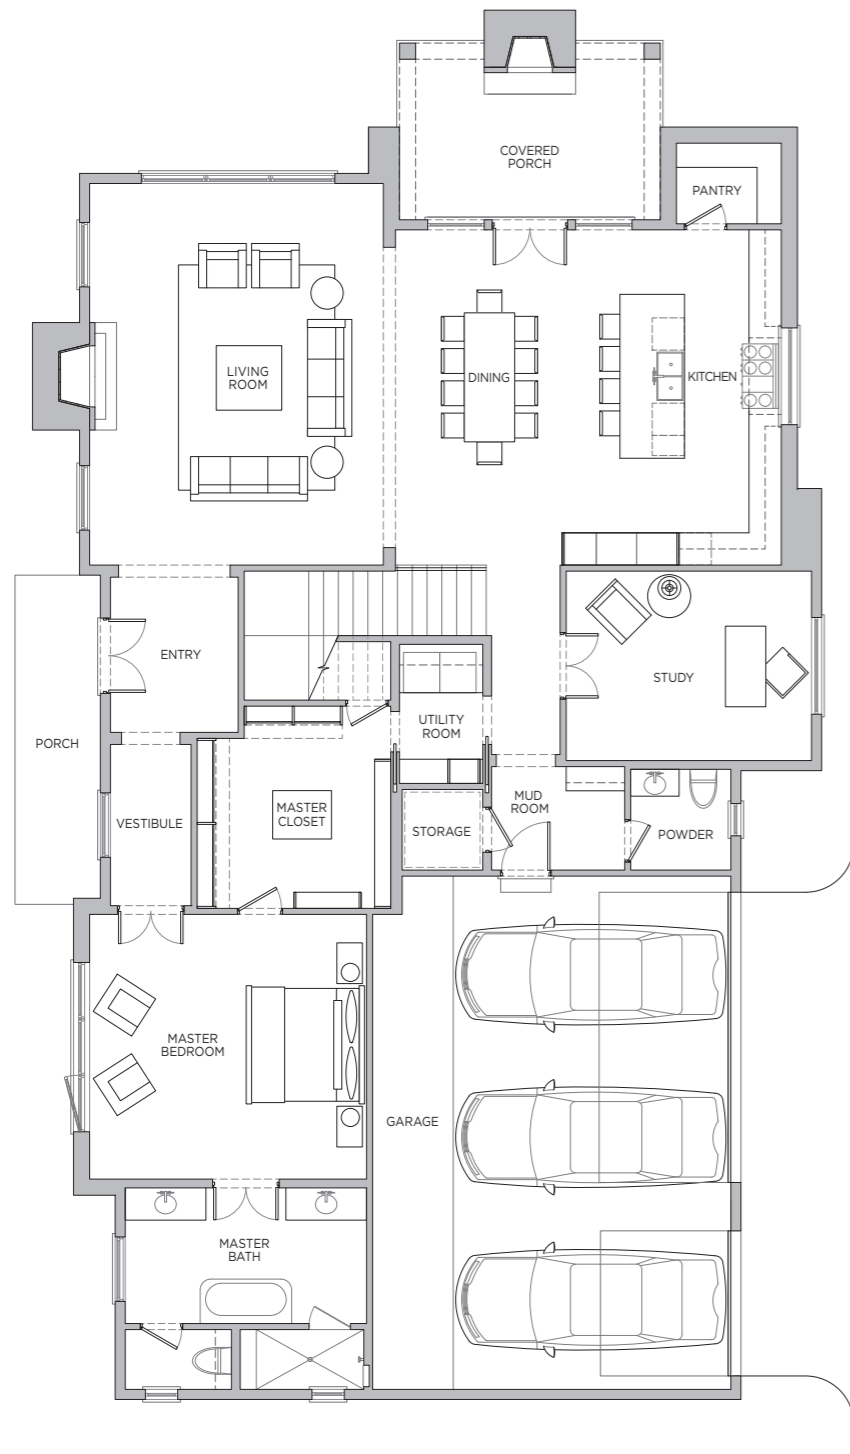 COVERED
PORCH
PANTRY
LIVING
ROOM
DINING
KITCHEN
ENTRY
STUDY
PORCH
UTILITY
ROOM
VESTIBULE
MASTER
CLOSET
MUD
ROOM
STORAGE
POWDER
MASTER
BEDROOM
GARAGE
MASTER
BATH